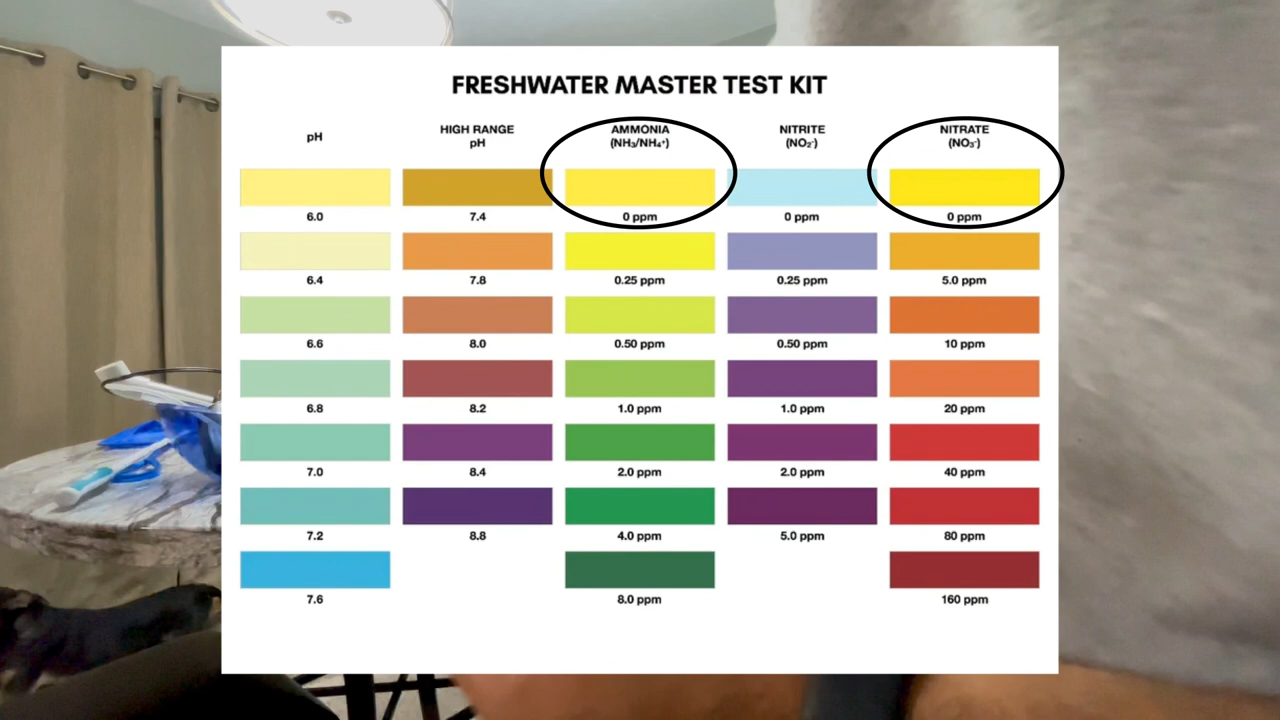 FRESHWATER MASTER TEST KIT
pH
HIGH RANGE
pH
AMMONIA
(NH₃/NH₄⁺)
NITRITE
(NO₂⁻)
NITRATE
(NO₃⁻)
6.0 7.4 0 ppm 0 ppm 0 ppm
6.4 7.8 0.25 ppm 0.25 ppm 5.0 ppm
6.6 8.0 0.50 ppm 0.50 ppm 10 ppm
6.8 8.2 1.0 ppm 1.0 ppm 20 ppm
7.0 8.4 2.0 ppm 2.0 ppm 40 ppm
7.2 8.8 4.0 ppm 5.0 ppm 80 ppm
7.6 8.0 ppm 160 ppm